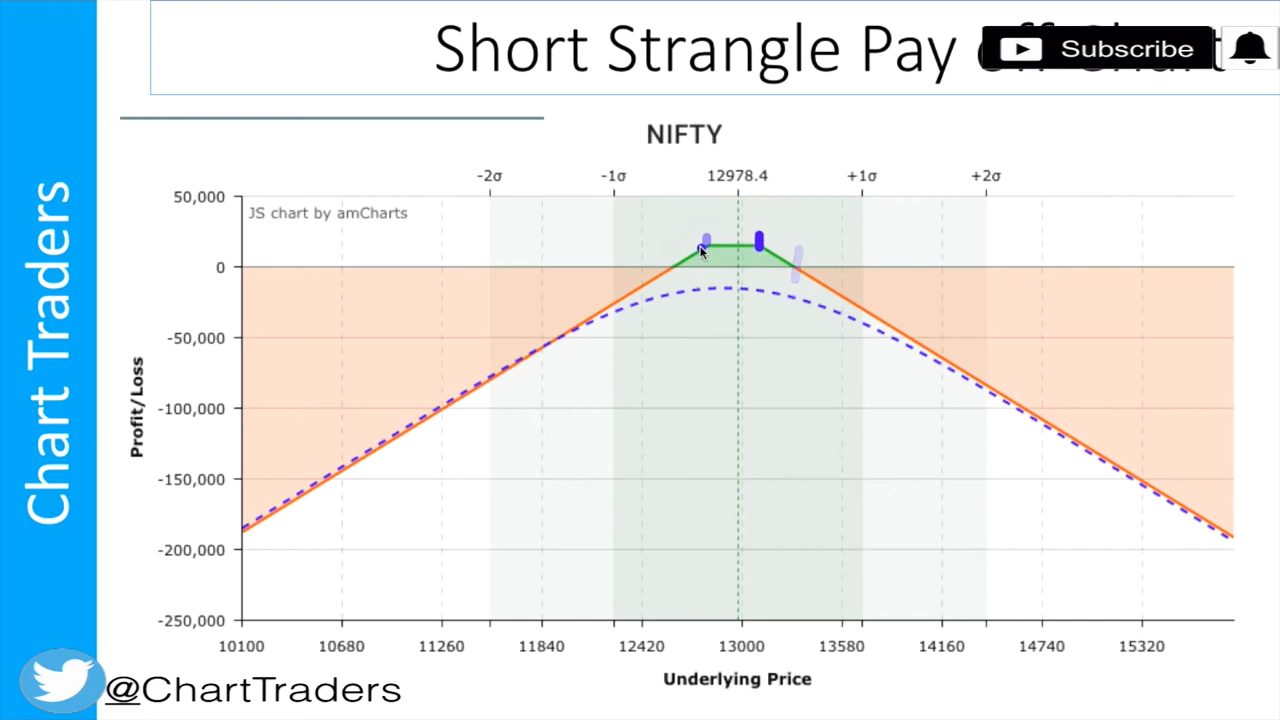 Short Strangle Pay off Chart
Subscribe
Chart Traders
NIFTY
-2σ -1σ 12978.4 +1σ +2σ
JS chart by amCharts
50,000
0
-50,000
-100,000
-150,000
-200,000
-250,000
Profit/Loss
10100 10680 11260 11840 12420 13000 13580 14160 14740 15320
Underlying Price
@ChartTraders